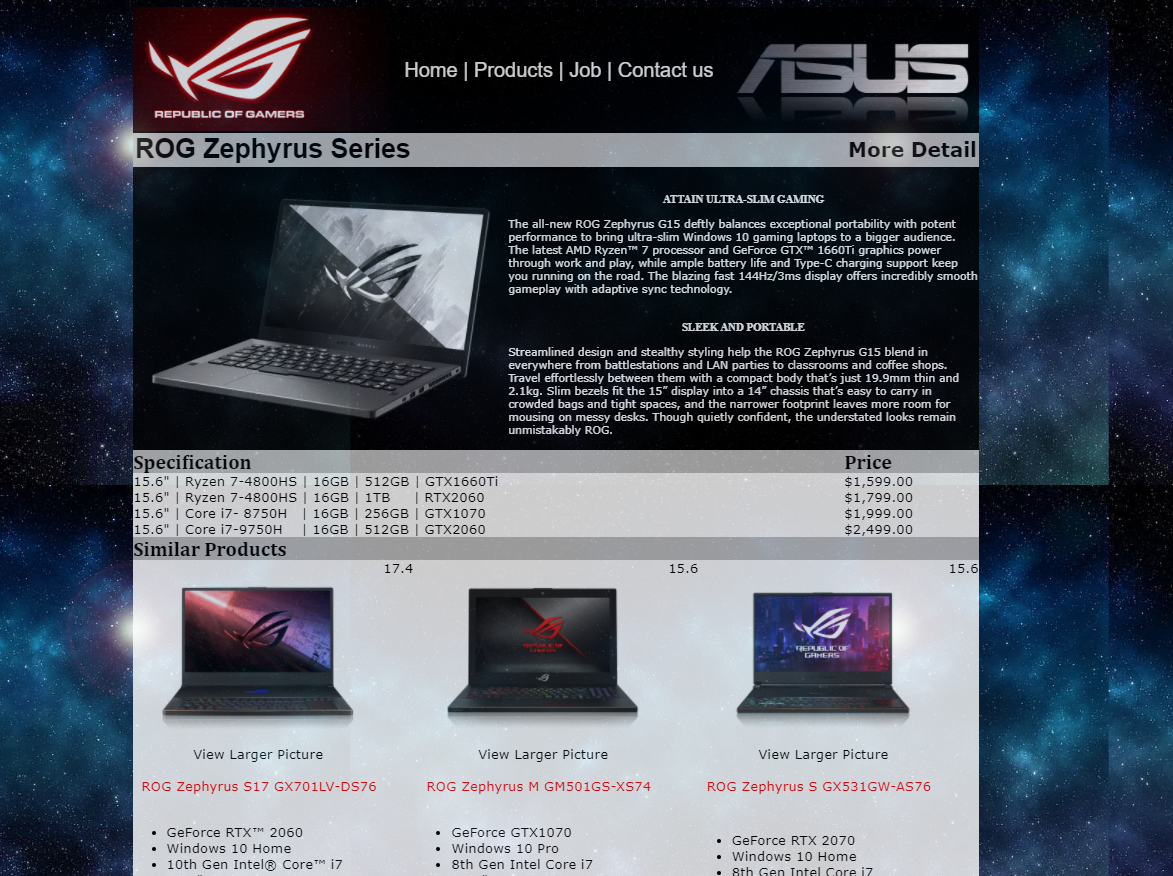 REPUBLIC OF GAMERS
Home | Products | Job | Contact us
ASUS
ROG Zephyrus Series
More Detail
ATTAIN ULTRA-SLIM GAMING
The all-new ROG Zephyrus G15 deftly balances exceptional portability with potent
performance to bring ultra-slim Windows 10 gaming laptops to a bigger audience.
The latest AMD Ryzen™ 7 processor and GeForce GTX™ 1660Ti graphics power
through work and play, while ample battery life and Type-C charging support keep
you running on the road. The blazing fast 144Hz/3ms display offers incredibly smooth
gameplay with adaptive sync technology.
SLEEK AND PORTABLE
Streamlined design and stealthy styling help the ROG Zephyrus G15 blend in
everywhere from battlestations and LAN parties to classrooms and coffee shops.
Travel effortlessly between them with a compact body that’s just 19.9mm thin and
2.1kg. Slim bezels fit the 15” display into a 14” chassis that’s easy to carry in
crowded bags and tight spaces, and the narrower footprint leaves more room for
mousing on messy desks. Though quietly confident, the understated looks remain
unmistakably ROG.
Specification Price
15.6" | Ryzen 7-4800HS | 16GB | 512GB | GTX1660Ti $1,599.00
15.6" | Ryzen 7-4800HS | 16GB | 1TB | RTX2060 $1,799.00
15.6" | Core i7- 8750H | 16GB | 256GB | GTX1070 $1,999.00
15.6" | Core i7-9750H | 16GB | 512GB | GTX2060 $2,499.00
Similar Products
17.4 15.6 15.6
REPUBLIC OF
GAMERS
View Larger Picture View Larger Picture View Larger Picture
ROG Zephyrus S17 GX701LV-DS76 ROG Zephyrus M GM501GS-XS74 ROG Zephyrus S GX531GW-AS76
GeForce RTX™ 2060 GeForce GTX1070 GeForce RTX 2070
Windows 10 Home Windows 10 Pro Windows 10 Home
10th Gen Intel® Core™ i7 8th Gen Intel Core i7 8th Gen Intel Core i7